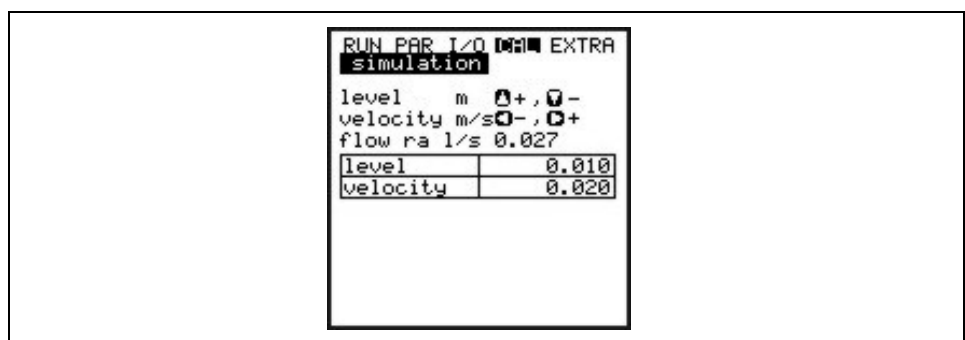 RUN PAR I/O CAL EXTRA
simulation
level m +, -
velocity m/s -, +
flow ra l/s 0.027
level 0.010
velocity 0.020